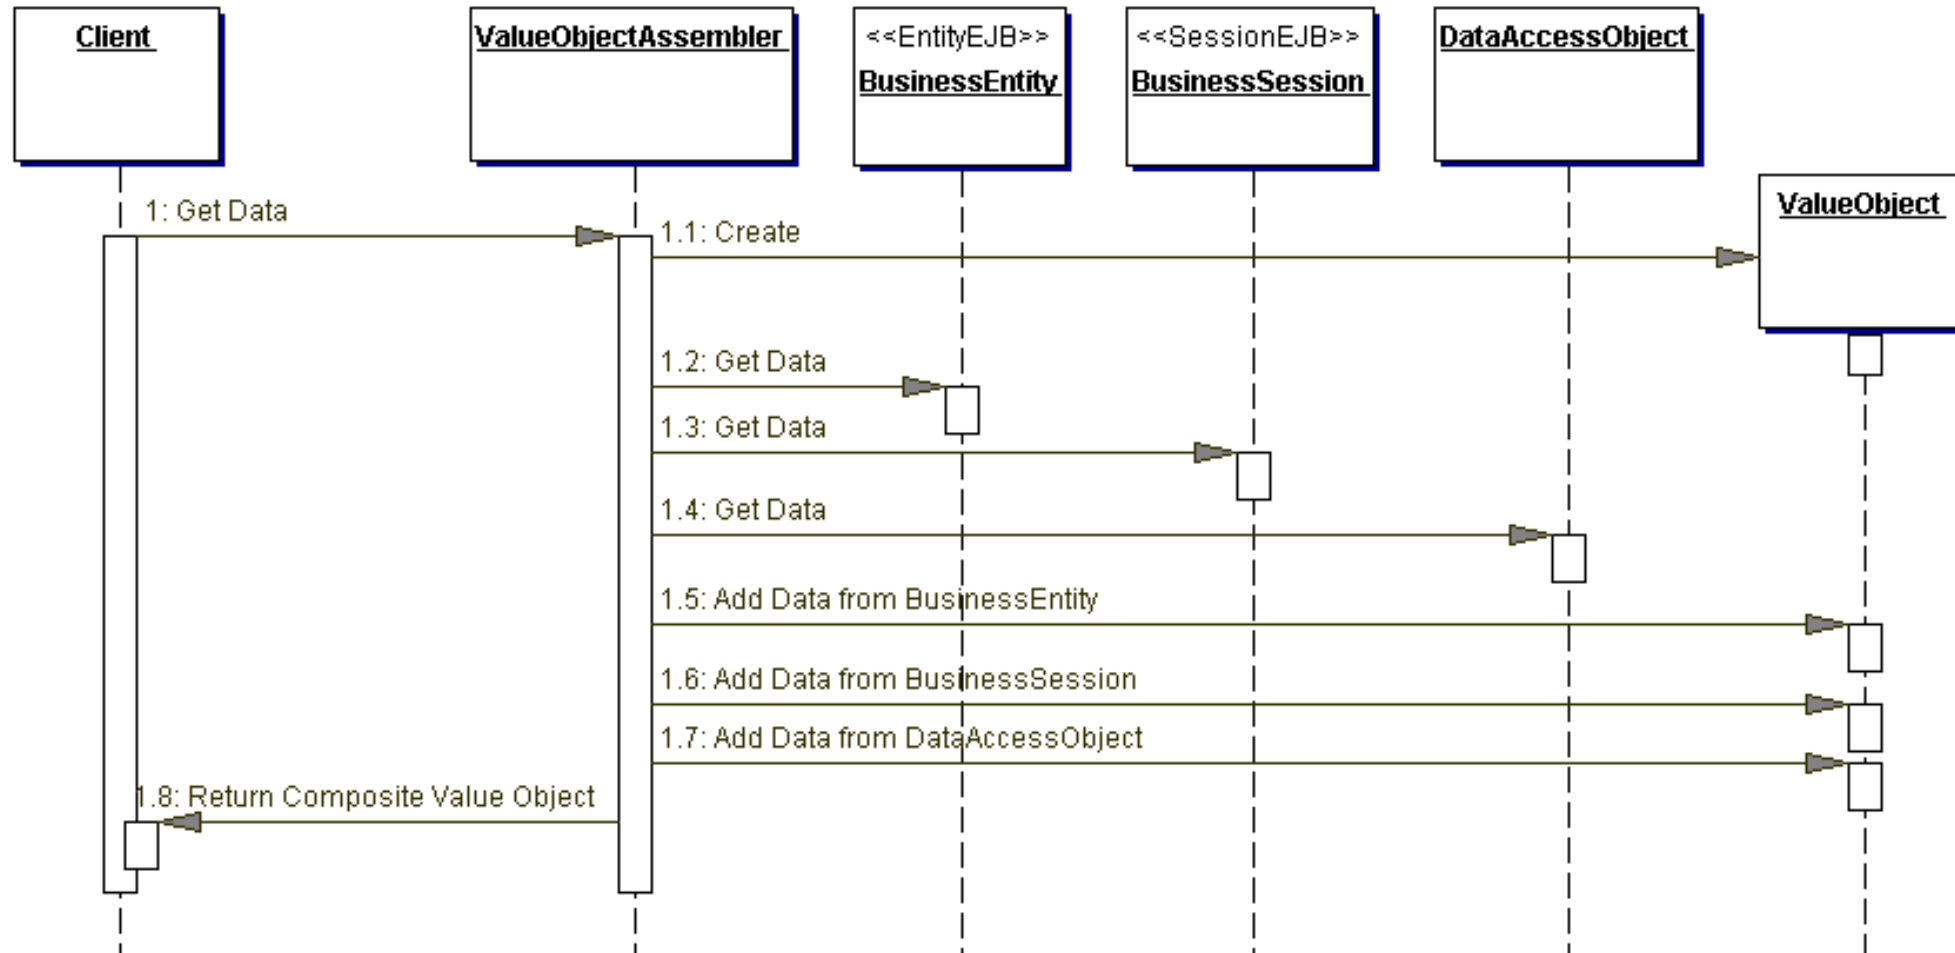 Client
ValueObjectAssembler
<<EntityEJB>>
BusinessEntity
<<SessionEJB>>
BusinessSession
DataAccessObject
ValueObject
1: Get Data
1.1: Create
1.2: Get Data
1.3: Get Data
1.4: Get Data
1.5: Add Data from BusinessEntity
1.6: Add Data from BusinessSession
1.7: Add Data from DataAccessObject
1.8: Return Composite Value Object